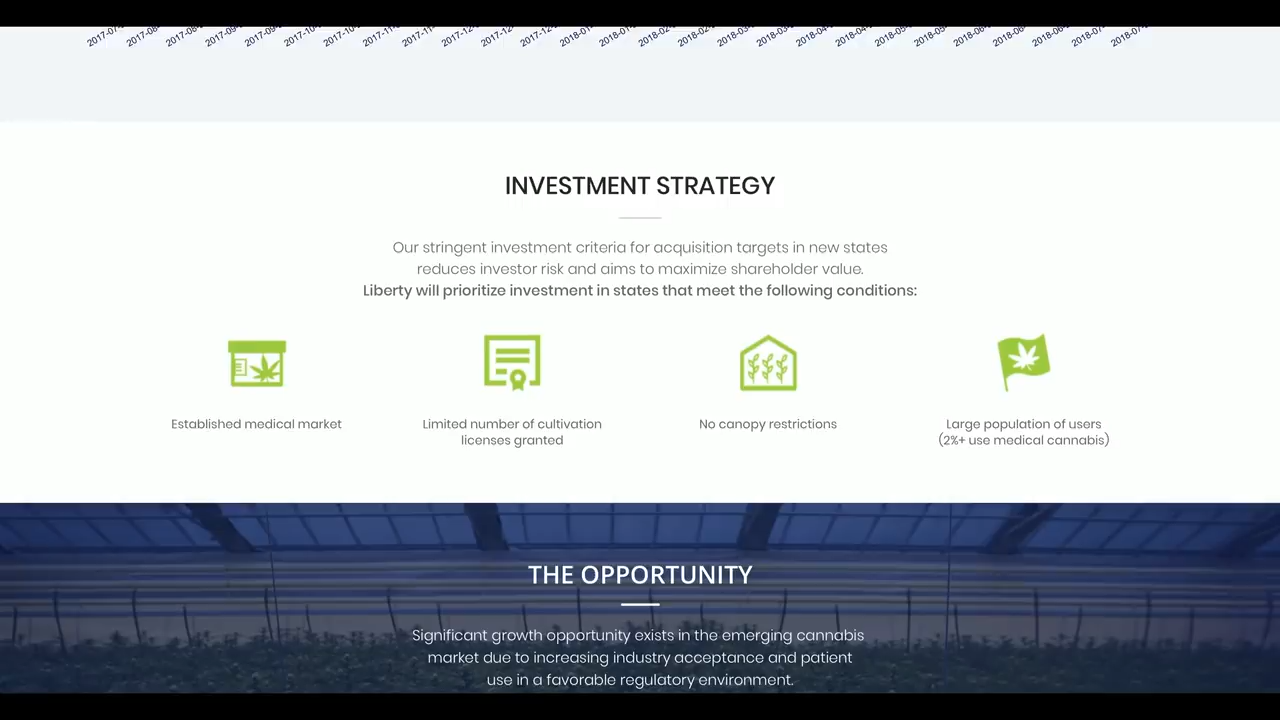 INVESTMENT STRATEGY
Our stringent investment criteria for acquisition targets in new states
reduces investor risk and aims to maximize shareholder value.
Liberty will prioritize investment in states that meet the following conditions:
Established medical market
Limited number of cultivation
licenses granted
No canopy restrictions
Large population of users
(2%+ use medical cannabis)
THE OPPORTUNITY
Significant growth opportunity exists in the emerging cannabis
market due to increasing industry acceptance and patient
use in a favorable regulatory environment.